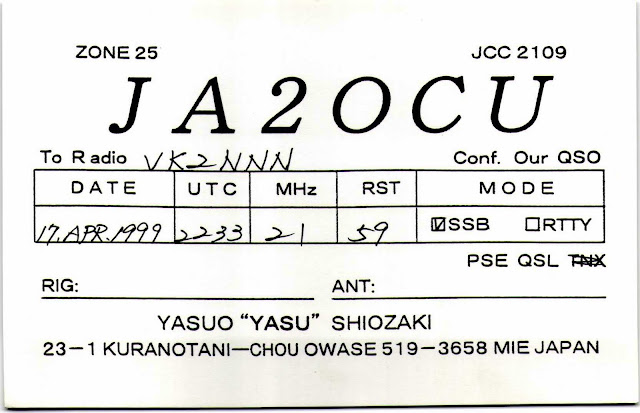 ZONE 25 JCC 2109
JA2OCU
To Radio VK2NNN Conf. Our QSO
DATE UTC MHz RST MODE
17.APR.1999 2233 21 59 ☑SSB ☐RTTY
PSE QSL TNX
RIG: ANT:
YASUO “YASU” SHIOZAKI
23-1 KURANOTANI-CHOU OWASE 519-3658 MIE JAPAN